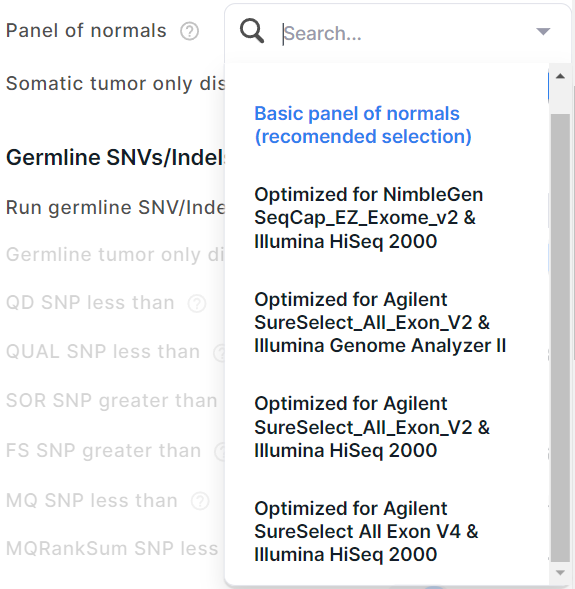 Panel of normals
Search...
Somatic tumor only dis
Basic panel of normals
(recomended selection)
Germline SNVs/Indels
Run germline SNV/Inde
Optimized for NimbleGen
SeqCap_EZ_Exome_v2 &
Illumina HiSeq 2000
Germline tumor only di
QD SNP less than
Optimized for Agilent
SureSelect_All_Exon_V2 &
Illumina Genome Analyzer II
QUAL SNP less than
SOR SNP greater than
Optimized for Agilent
SureSelect_All_Exon_V2 &
Illumina HiSeq 2000
FS SNP greater than
MQ SNP less than
Optimized for Agilent
SureSelect All Exon V4 &
Illumina HiSeq 2000
MQRankSum SNP less